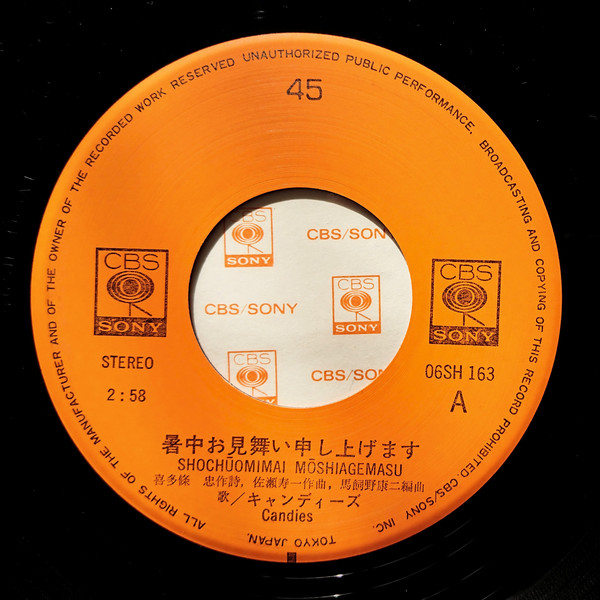 ALL RIGHTS OF THE MANUFACTURER AND OF THE OWNER OF THE RECORDED WORK RESERVED UNAUTHORIZED PUBLIC PERFORMANCE, BROADCASTING AND COPYING OF THIS RECORD PROHIBITED. CBS/SONY INC.
TOKYO JAPAN.
45
CBS
SONY
CBS
SONY
CBS
SONY
CBS/SON
CBS/SONY
CBS
SONY
CBS
CBS/SON
STEREO
2:58
06SH 163
A
暑中お見舞い申し上げます
SHOCHŪOMIMAI MŌSHIAGEMASU
喜多條 忠作詩, 佐瀬寿一作曲, 馬飼野康二編曲
歌/キャンディーズ
Candies